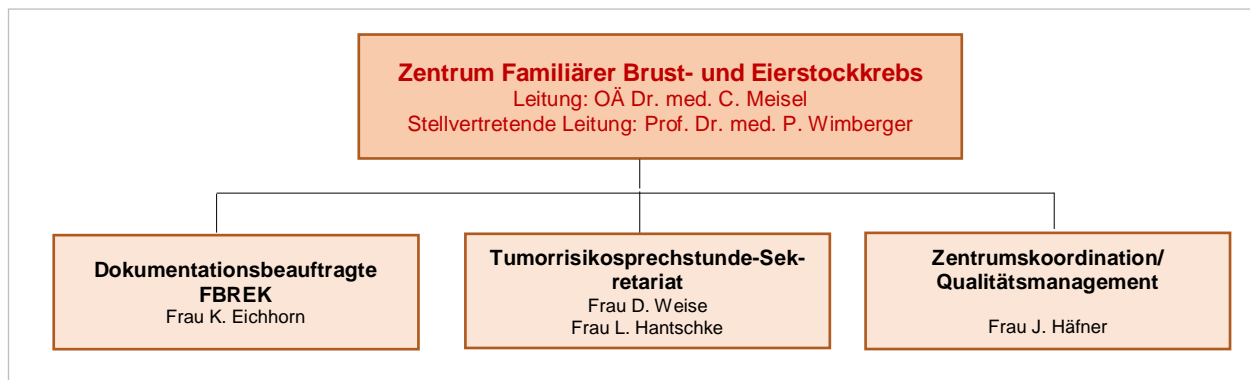 Zentrum Familiärer Brust- und Eierstockkrebs
Leitung: OÄ Dr. med. C. Meisel
Stellvertretende Leitung: Prof. Dr. med. P. Wimberger
Dokumentationsbeauftragte
FBREK
Frau K. Eichhorn
Tumorrisikosprechstunde-Sek-
retariat
Frau D. Weise
Frau L. Hantschke
Zentrumskoordination/
Qualitätsmanagement
Frau J. Häfner